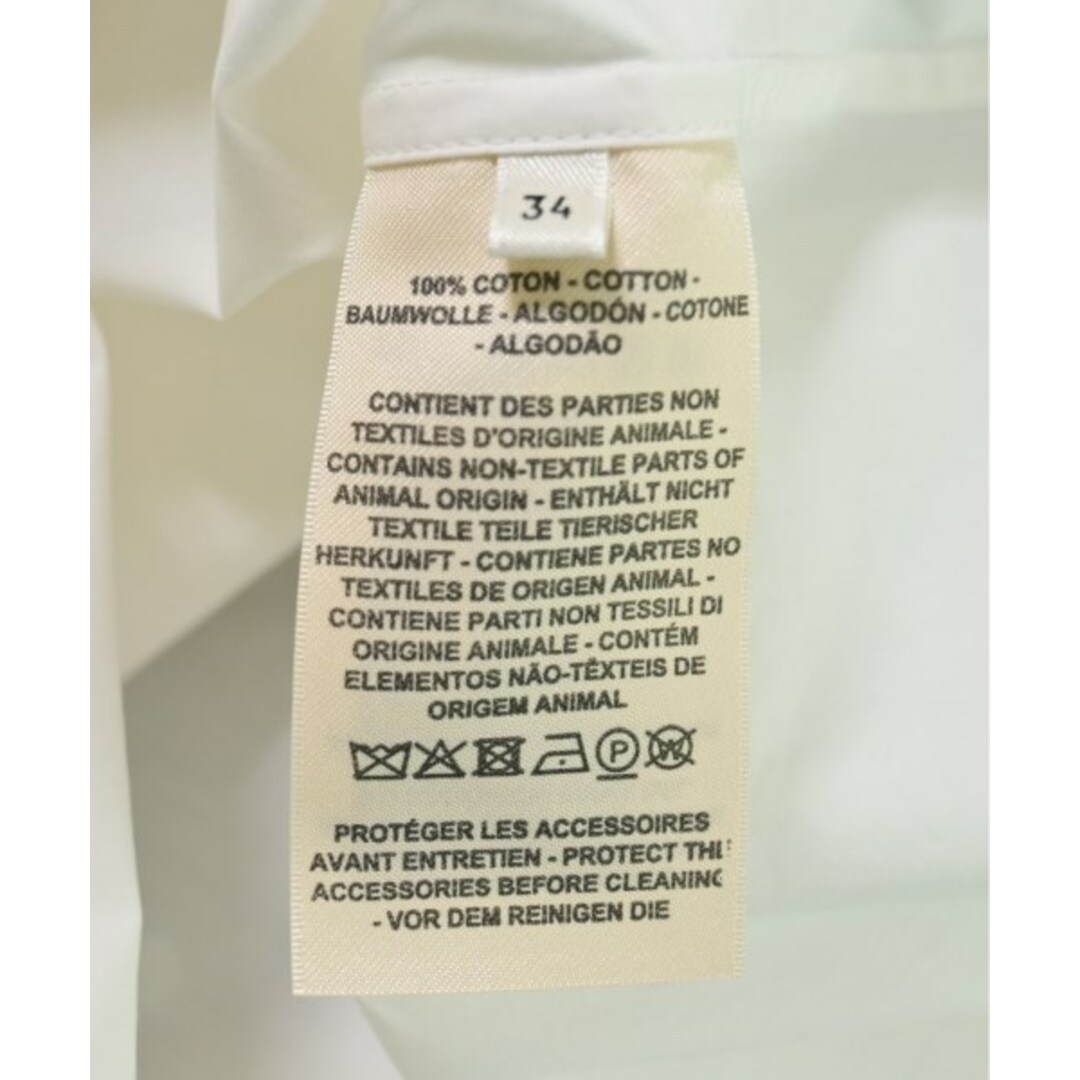 34
100% COTON - COTTON -
BAUMWOLLE - ALGODÓN - COTONE
- ALGODÃO
CONTIENT DES PARTIES NON
TEXTILES D'ORIGINE ANIMALE -
CONTAINS NON-TEXTILE PARTS OF
ANIMAL ORIGIN - ENTHÄLT NICHT
TEXTILE TEILE TIERISCHER
HERKUNFT - CONTIENE PARTES NO
TEXTILES DE ORIGEN ANIMAL -
CONTIENE PARTI NON TESSILI DI
ORIGINE ANIMALE - CONTÉM
ELEMENTOS NÃO-TÊXTEIS DE
ORIGEM ANIMAL
P W
PROTÉGER LES ACCESSOIRES
AVANT ENTRETIEN - PROTECT THE
ACCESSORIES BEFORE CLEANING
- VOR DEM REINIGEN DIE